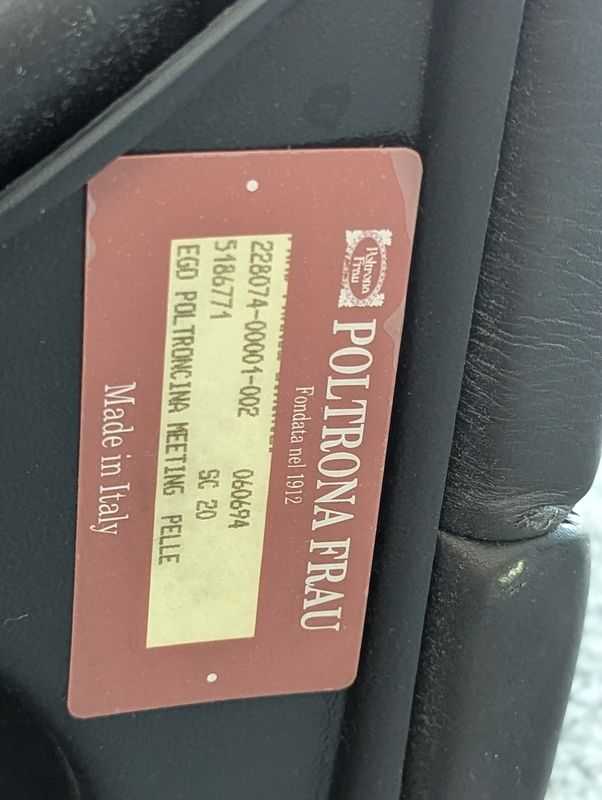 Poltrona
Frau
POLTRONA FRAU
Fondata nel 1912
228074-00001-002 060694
5186771 SC 20
EGO POLTRONCINA MEETING PELLE
Made in Italy